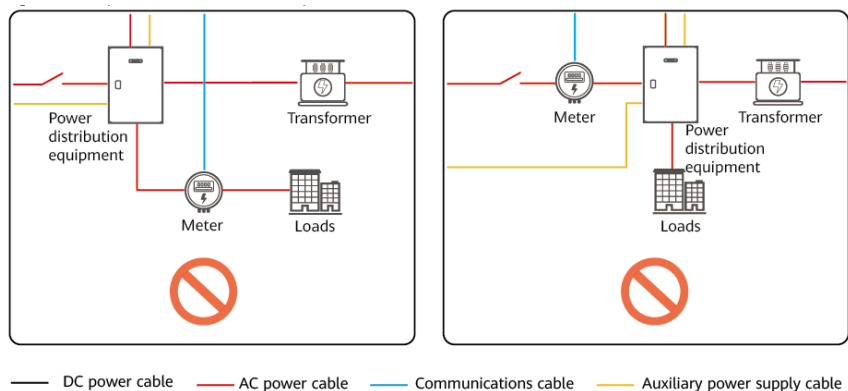 Power
distribution
equipment
Transformer
Meter
Loads
Meter
Transformer
Power
distribution
equipment
Loads
DC power cable
AC power cable
Communications cable
Auxiliary power supply cable